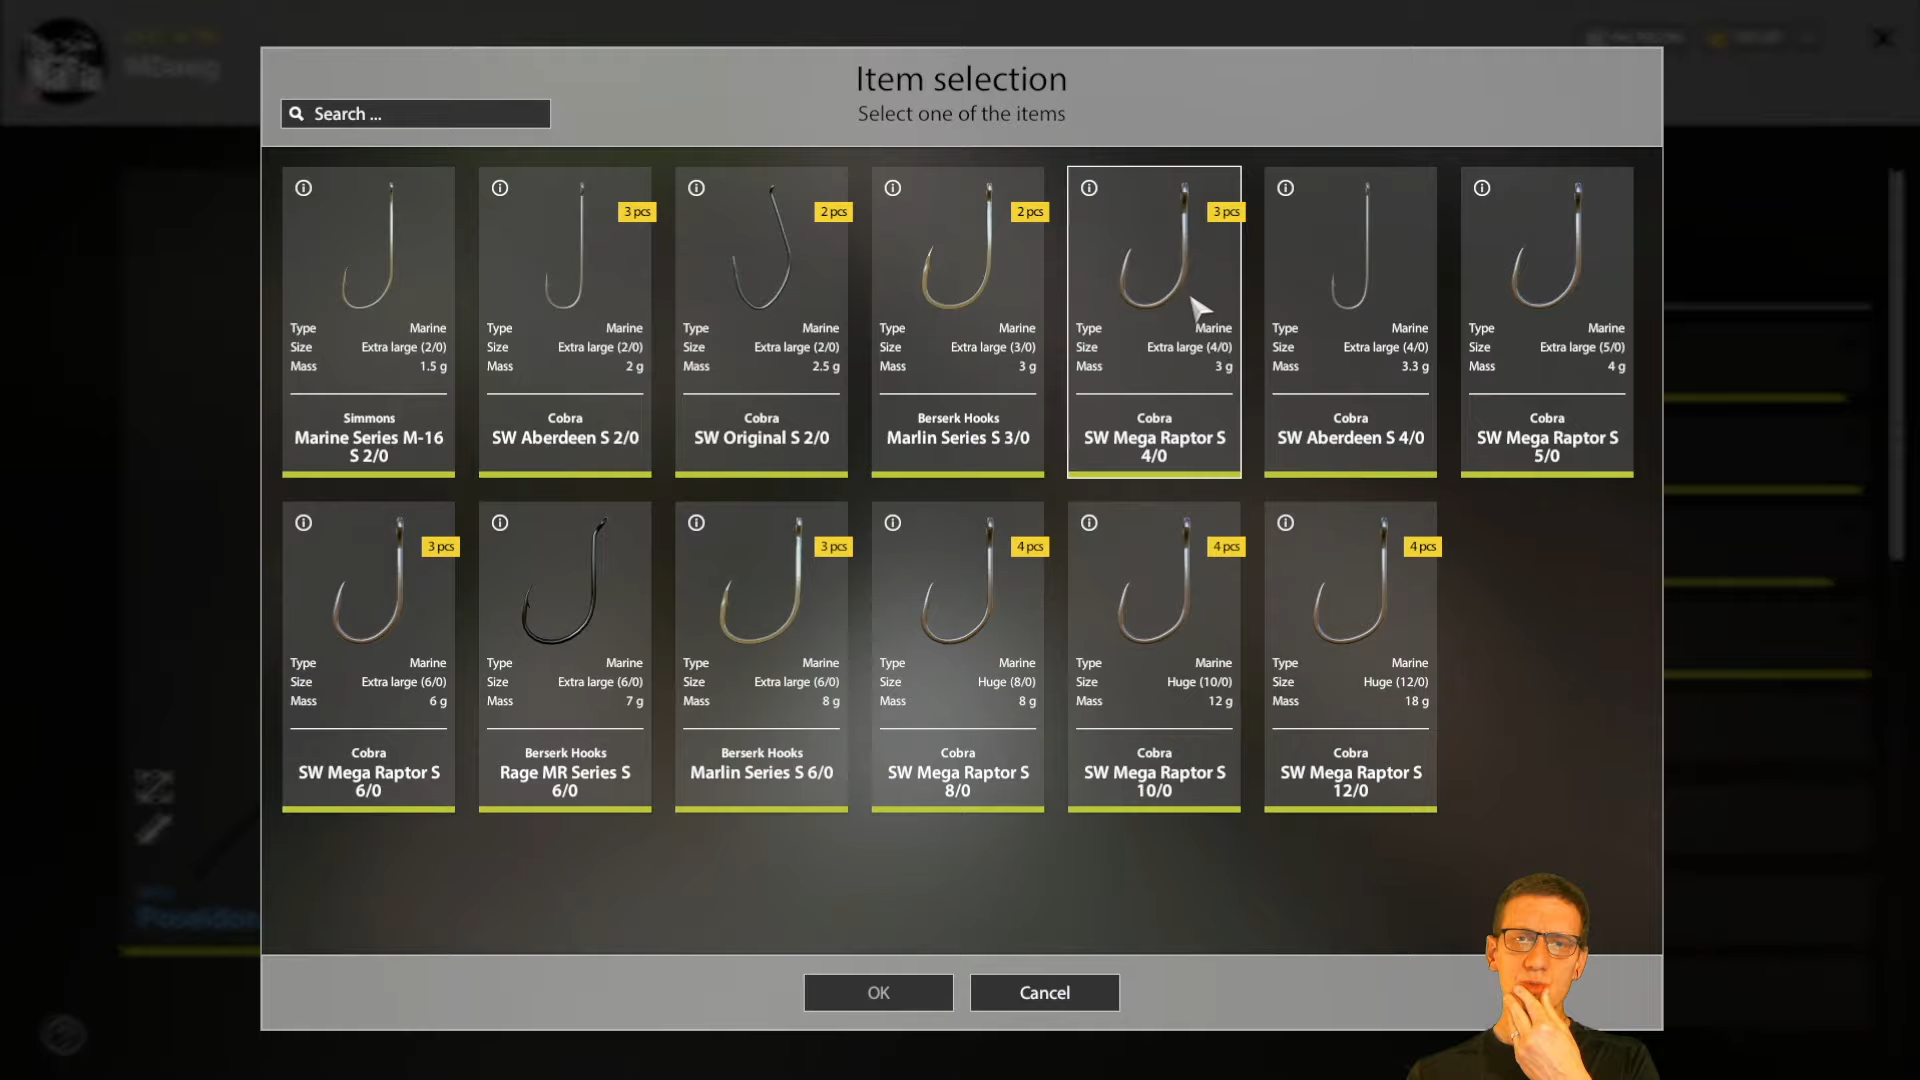 Item selection
Select one of the items
Search ...
3 pcs
2 pcs
2 pcs
3 pcs
Type Marine
Size Extra large (2/0)
Mass 1.5 g
Simmons
Marine Series M-16
S 2/0
Type Marine
Size Extra large (2/0)
Mass 2 g
Cobra
SW Aberdeen S 2/0
Type Marine
Size Extra large (2/0)
Mass 2.5 g
Cobra
SW Original S 2/0
Type Marine
Size Extra large (3/0)
Mass 3 g
Berserk Hooks
Marlin Series S 3/0
Type Marine
Size Extra large (4/0)
Mass 3 g
Cobra
SW Mega Raptor S
4/0
Type Marine
Size Extra large (4/0)
Mass 3.3 g
Cobra
SW Aberdeen S 4/0
Type Marine
Size Extra large (5/0)
Mass 4 g
Cobra
SW Mega Raptor S
5/0
3 pcs
3 pcs
4 pcs
4 pcs
4 pcs
Type Marine
Size Extra large (6/0)
Mass 6 g
Cobra
SW Mega Raptor S
6/0
Type Marine
Size Extra large (6/0)
Mass 7 g
Berserk Hooks
Rage MR Series S
6/0
Type Marine
Size Extra large (6/0)
Mass 8 g
Berserk Hooks
Marlin Series S 6/0
Type Marine
Size Huge (8/0)
Mass 8 g
Cobra
SW Mega Raptor S
8/0
Type Marine
Size Huge (10/0)
Mass 12 g
Cobra
SW Mega Raptor S
10/0
Type Marine
Size Huge (12/0)
Mass 18 g
Cobra
SW Mega Raptor S
12/0
Poseidon
OK
Cancel